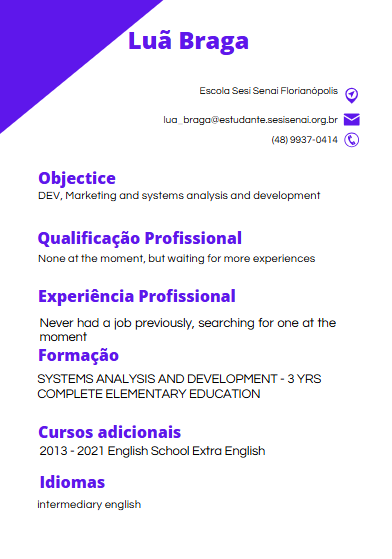 Luã Braga
Escola Sesi Senai Florianópolis
lua_braga@estudante.sesisenai.org.br
(48) 9937-0414
Objectice
DEV, Marketing and systems analysis and development
Qualificação Profissional
None at the moment, but waiting for more experiences
Experiência Profissional
Never had a job previously, searching for one at the
moment
Formação
SYSTEMS ANALYSIS AND DEVELOPMENT - 3 YRS
COMPLETE ELEMENTARY EDUCATION
Cursos adicionais
2013 - 2021 English School Extra English
Idiomas
intermediary english